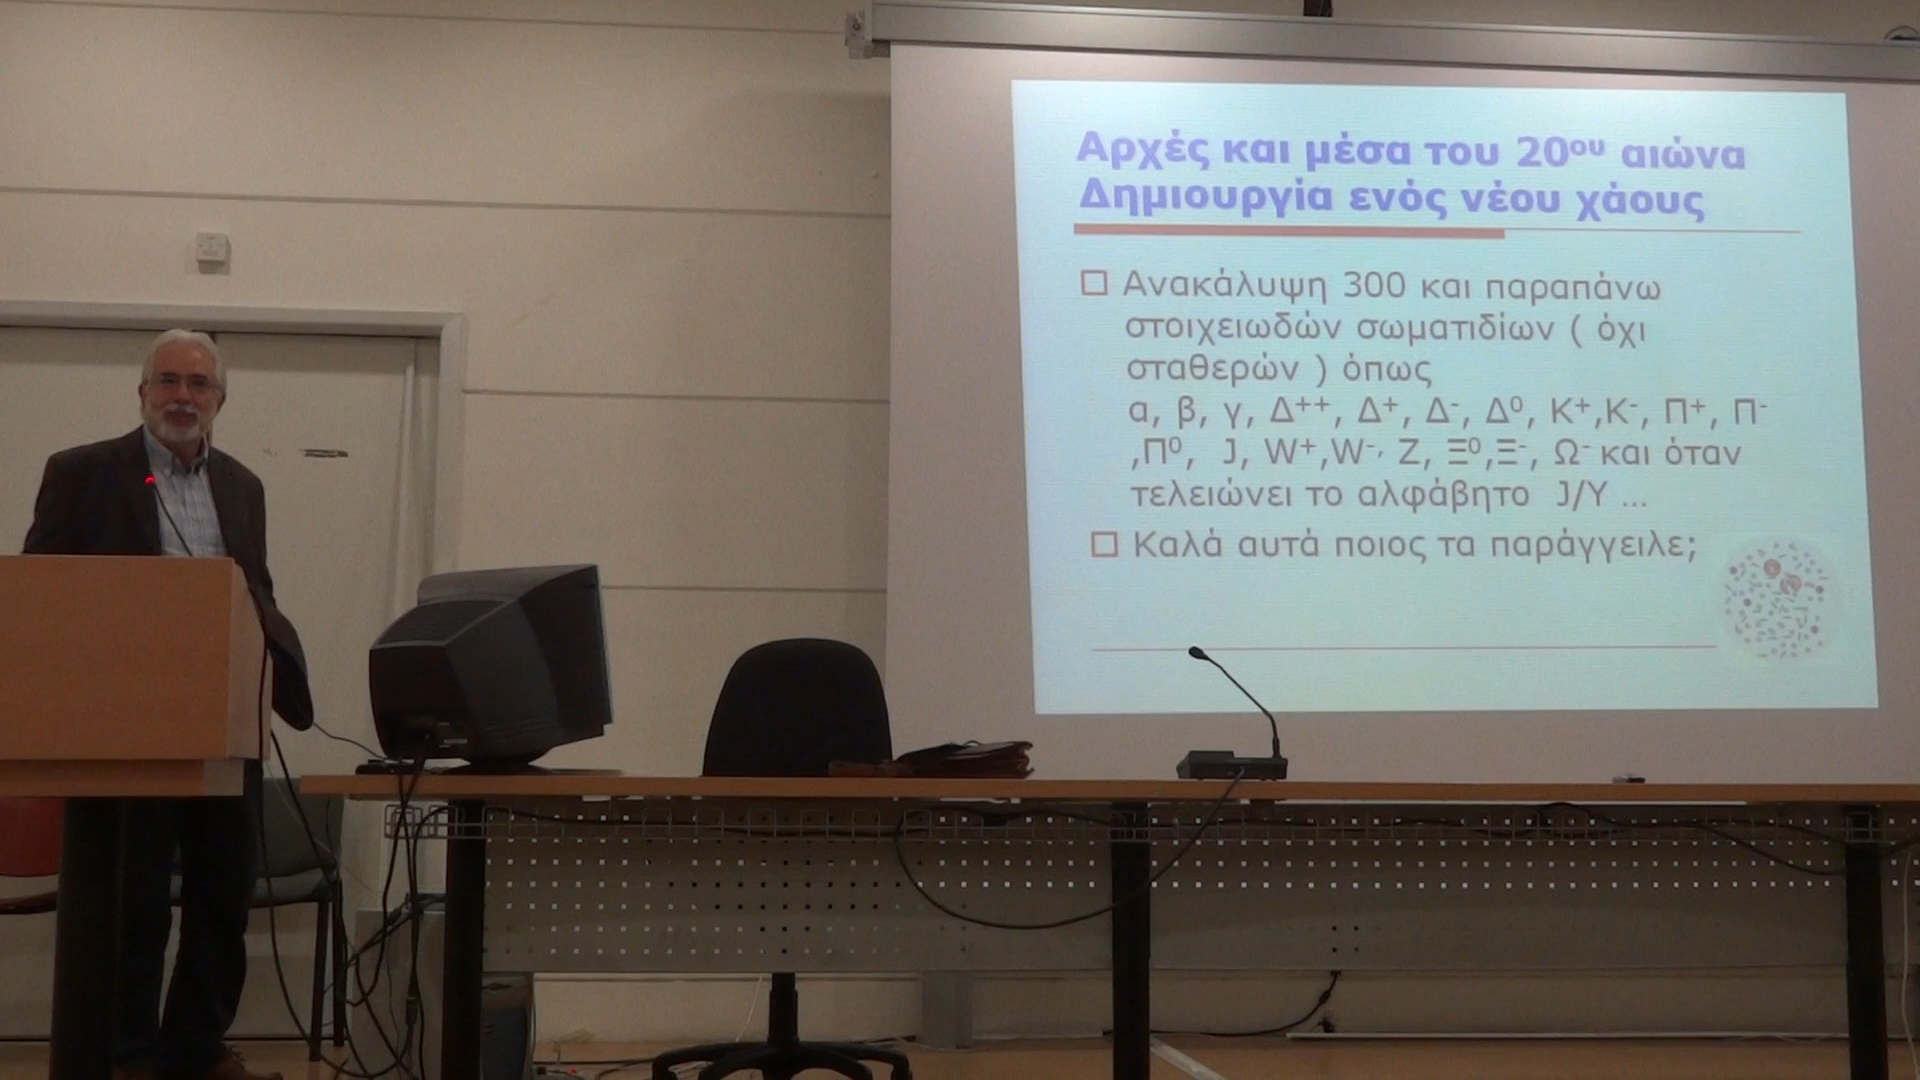 Αρχές και μέσα του 20ου αιώνα
Δημιουργία ενός νέου χάους
Ανακάλυψη 300 και παραπάνω
στοιχειωδών σωματιδίων ( όχι
σταθερών ) όπως
α, β, γ, Δ⁺⁺, Δ⁺, Δ⁻, Δ⁰, Κ⁺,Κ⁻, Π⁺, Π⁻
,Π⁰, J, W⁺,W⁻, Z, Ξ⁰,Ξ⁻, Ω⁻ και όταν
τελειώνει το αλφάβητο J/Y ...
Καλά αυτά ποιος τα παράγγειλε;